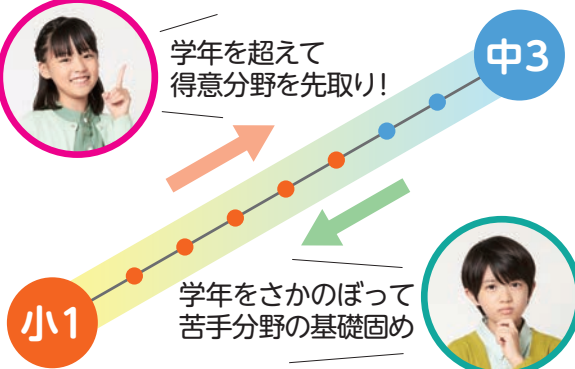 学年を超えて
得意分野を先取り!
中3
小1
学年をさかのぼって
苦手分野の基礎固め